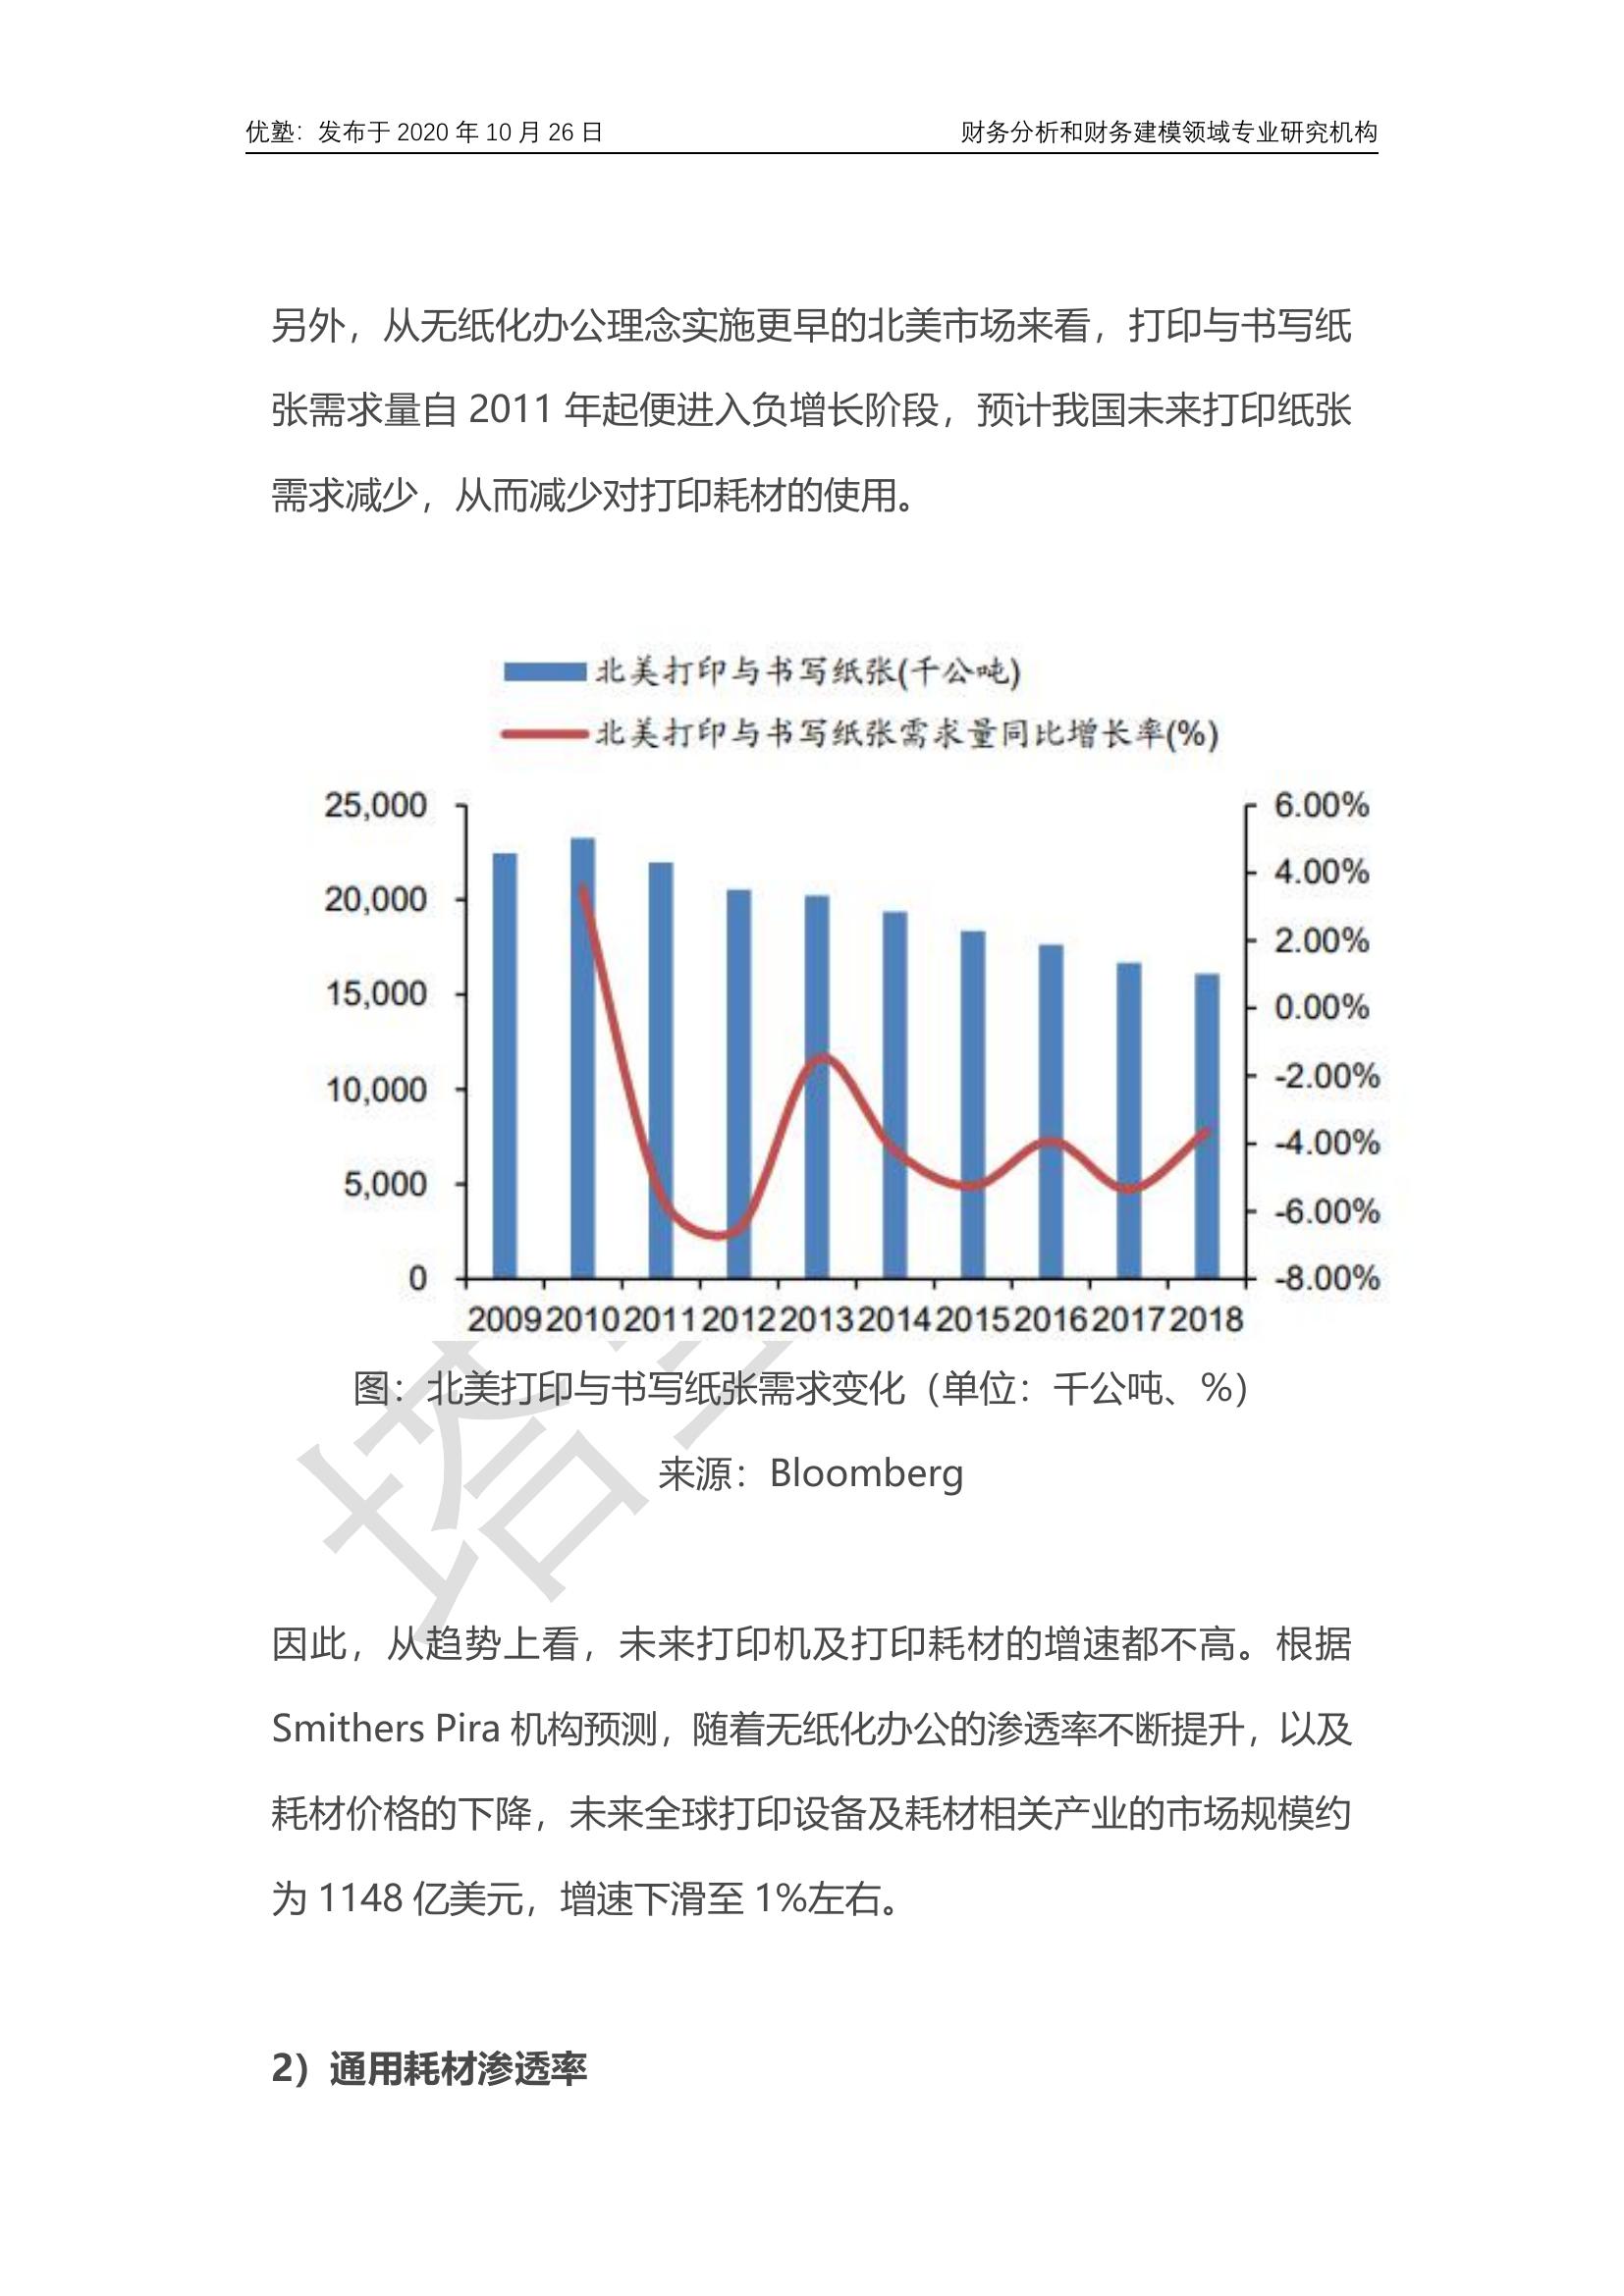 优塾：发布于 2020 年 10 月 26 日 财务分析和财务建模领域专业研究机构
另外，从无纸化办公理念实施更早的北美市场来看，打印与书写纸
张需求量自 2011 年起便进入负增长阶段，预计我国未来打印纸张
需求减少，从而减少对打印耗材的使用。
北美打印与书写纸张(千公吨)
北美打印与书写纸张需求量同比增长率(%)
25,000 6.00%
20,000 4.00%
15,000 2.00%
10,000 0.00%
5,000 -2.00%
0 -4.00%
-6.00%
-8.00%
2009 2010 2011 2012 2013 2014 2015 2016 2017 2018
图：北美打印与书写纸张需求变化（单位：千公吨、%）
来源：Bloomberg
塔
因此，从趋势上看，未来打印机及打印耗材的增速都不高。根据
Smithers Pira 机构预测，随着无纸化办公的渗透率不断提升，以及
耗材价格的下降，未来全球打印设备及耗材相关产业的市场规模约
为 1148 亿美元，增速下滑至 1%左右。
2）通用耗材渗透率